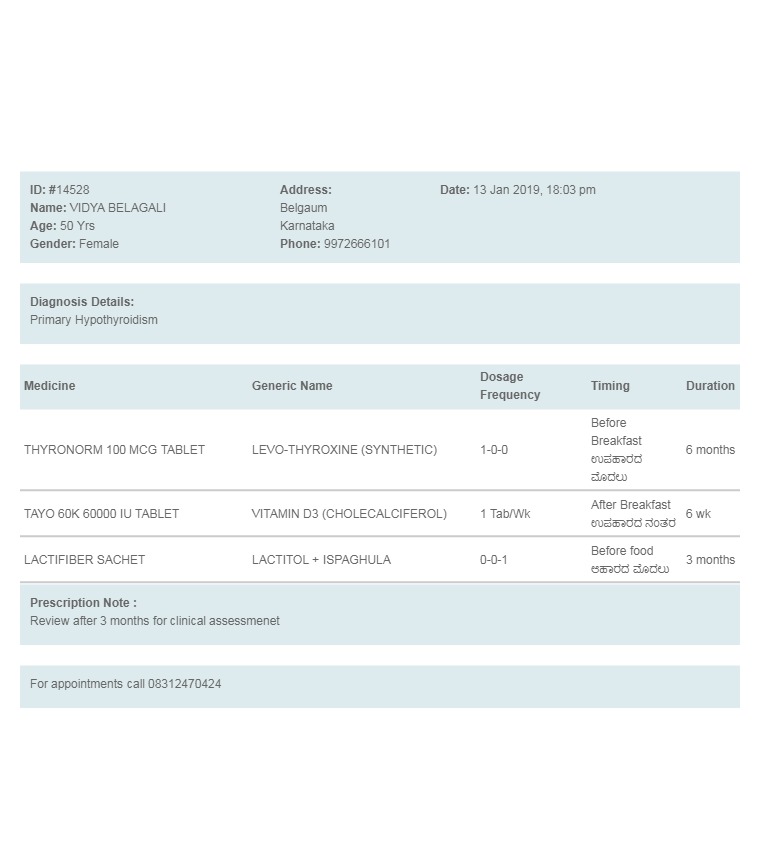 ID: #14528
Name: VIDYA BELAGALI
Age: 50 Yrs
Gender: Female
Address:
Belgaum
Karnataka
Phone: 9972666101
Date: 13 Jan 2019, 18:03 pm
Diagnosis Details:
Primary Hypothyroidism
Medicine Generic Name Dosage Frequency Timing Duration
THYRONORM 100 MCG TABLET LEVO-THYROXINE (SYNTHETIC) 1-0-0 Before Breakfast ಉಪಹಾರದ ಮೊದಲು 6 months
TAYO 60K 60000 IU TABLET VITAMIN D3 (CHOLECALCIFEROL) 1 Tab/Wk After Breakfast ಉಪಹಾರದ ನಂತರ 6 wk
LACTIFIBER SACHET LACTITOL + ISPAGHULA 0-0-1 Before food ಆಹಾರದ ಮೊದಲು 3 months
Prescription Note :
Review after 3 months for clinical assessmenet
For appointments call 08312470424